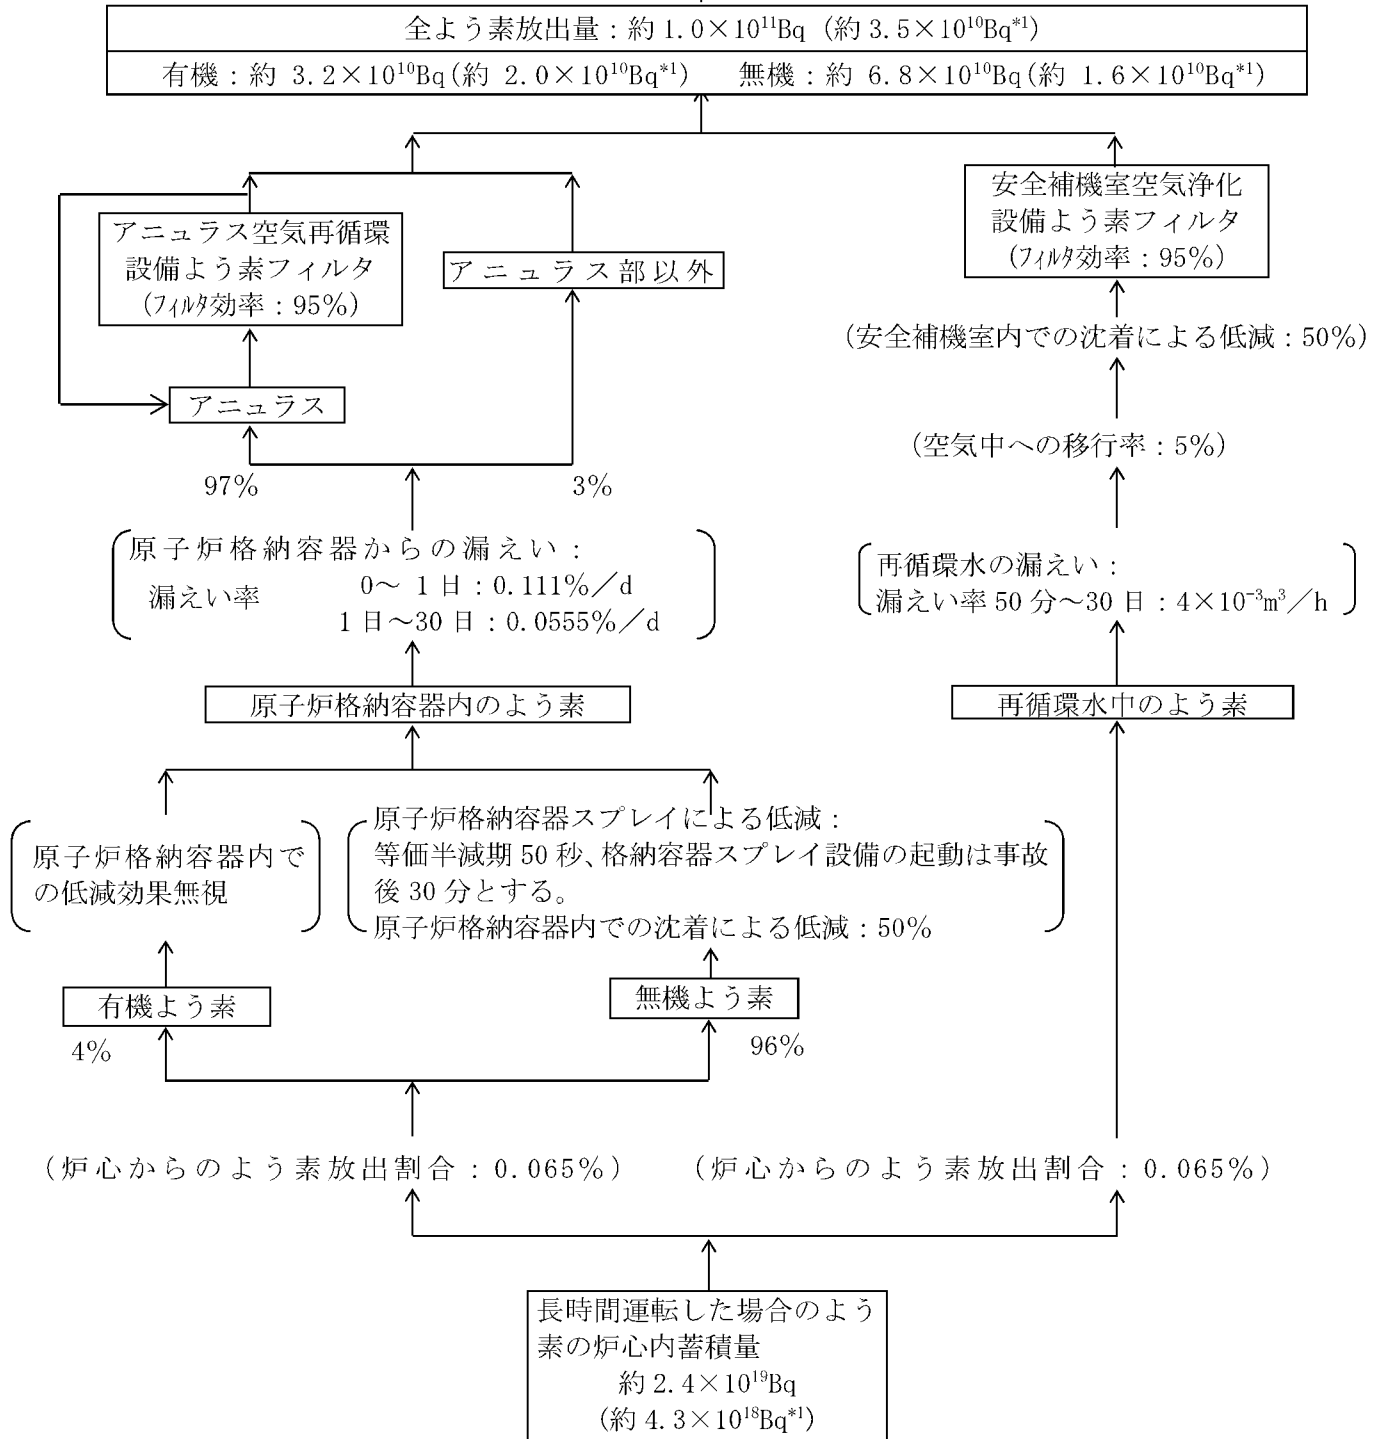 全よう素放出量：約 1.0×10¹¹Bq (約 3.5×10¹⁰Bq*¹)
有機：約 3.2×10¹⁰Bq(約 2.0×10¹⁰Bq*¹) 無機：約 6.8×10¹⁰Bq(約 1.6×10¹⁰Bq*¹)
アニュラス空気再循環
設備よう素フィルタ
(フィルタ効率：95%)
アニュラス部以外
安全補機室空気浄化
設備よう素フィルタ
(フィルタ効率：95%)
(安全補機室内での沈着による低減：50%)
アニュラス
(空気中への移行率：5%)
97%
3%
原子炉格納容器からの漏えい：
漏えい率
0～ 1 日：0.111%／d
1 日～30 日：0.0555%／d
再循環水の漏えい：
漏えい率 50 分～30 日：4×10⁻³m³／h
原子炉格納容器内のよう素
再循環水中のよう素
原子炉格納容器内で
の低減効果無視
原子炉格納容器スプレイによる低減：
等価半減期 50 秒、格納容器スプレイ設備の起動は事故
後 30 分とする。
原子炉格納容器内での沈着による低減：50%
有機よう素
無機よう素
4%
96%
(炉心からのよう素放出割合：0.065%)
(炉心からのよう素放出割合：0.065%)
長時間運転した場合のよう
素の炉心内蓄積量
約 2.4×10¹⁹Bq
(約 4.3×10¹⁸Bq*¹)